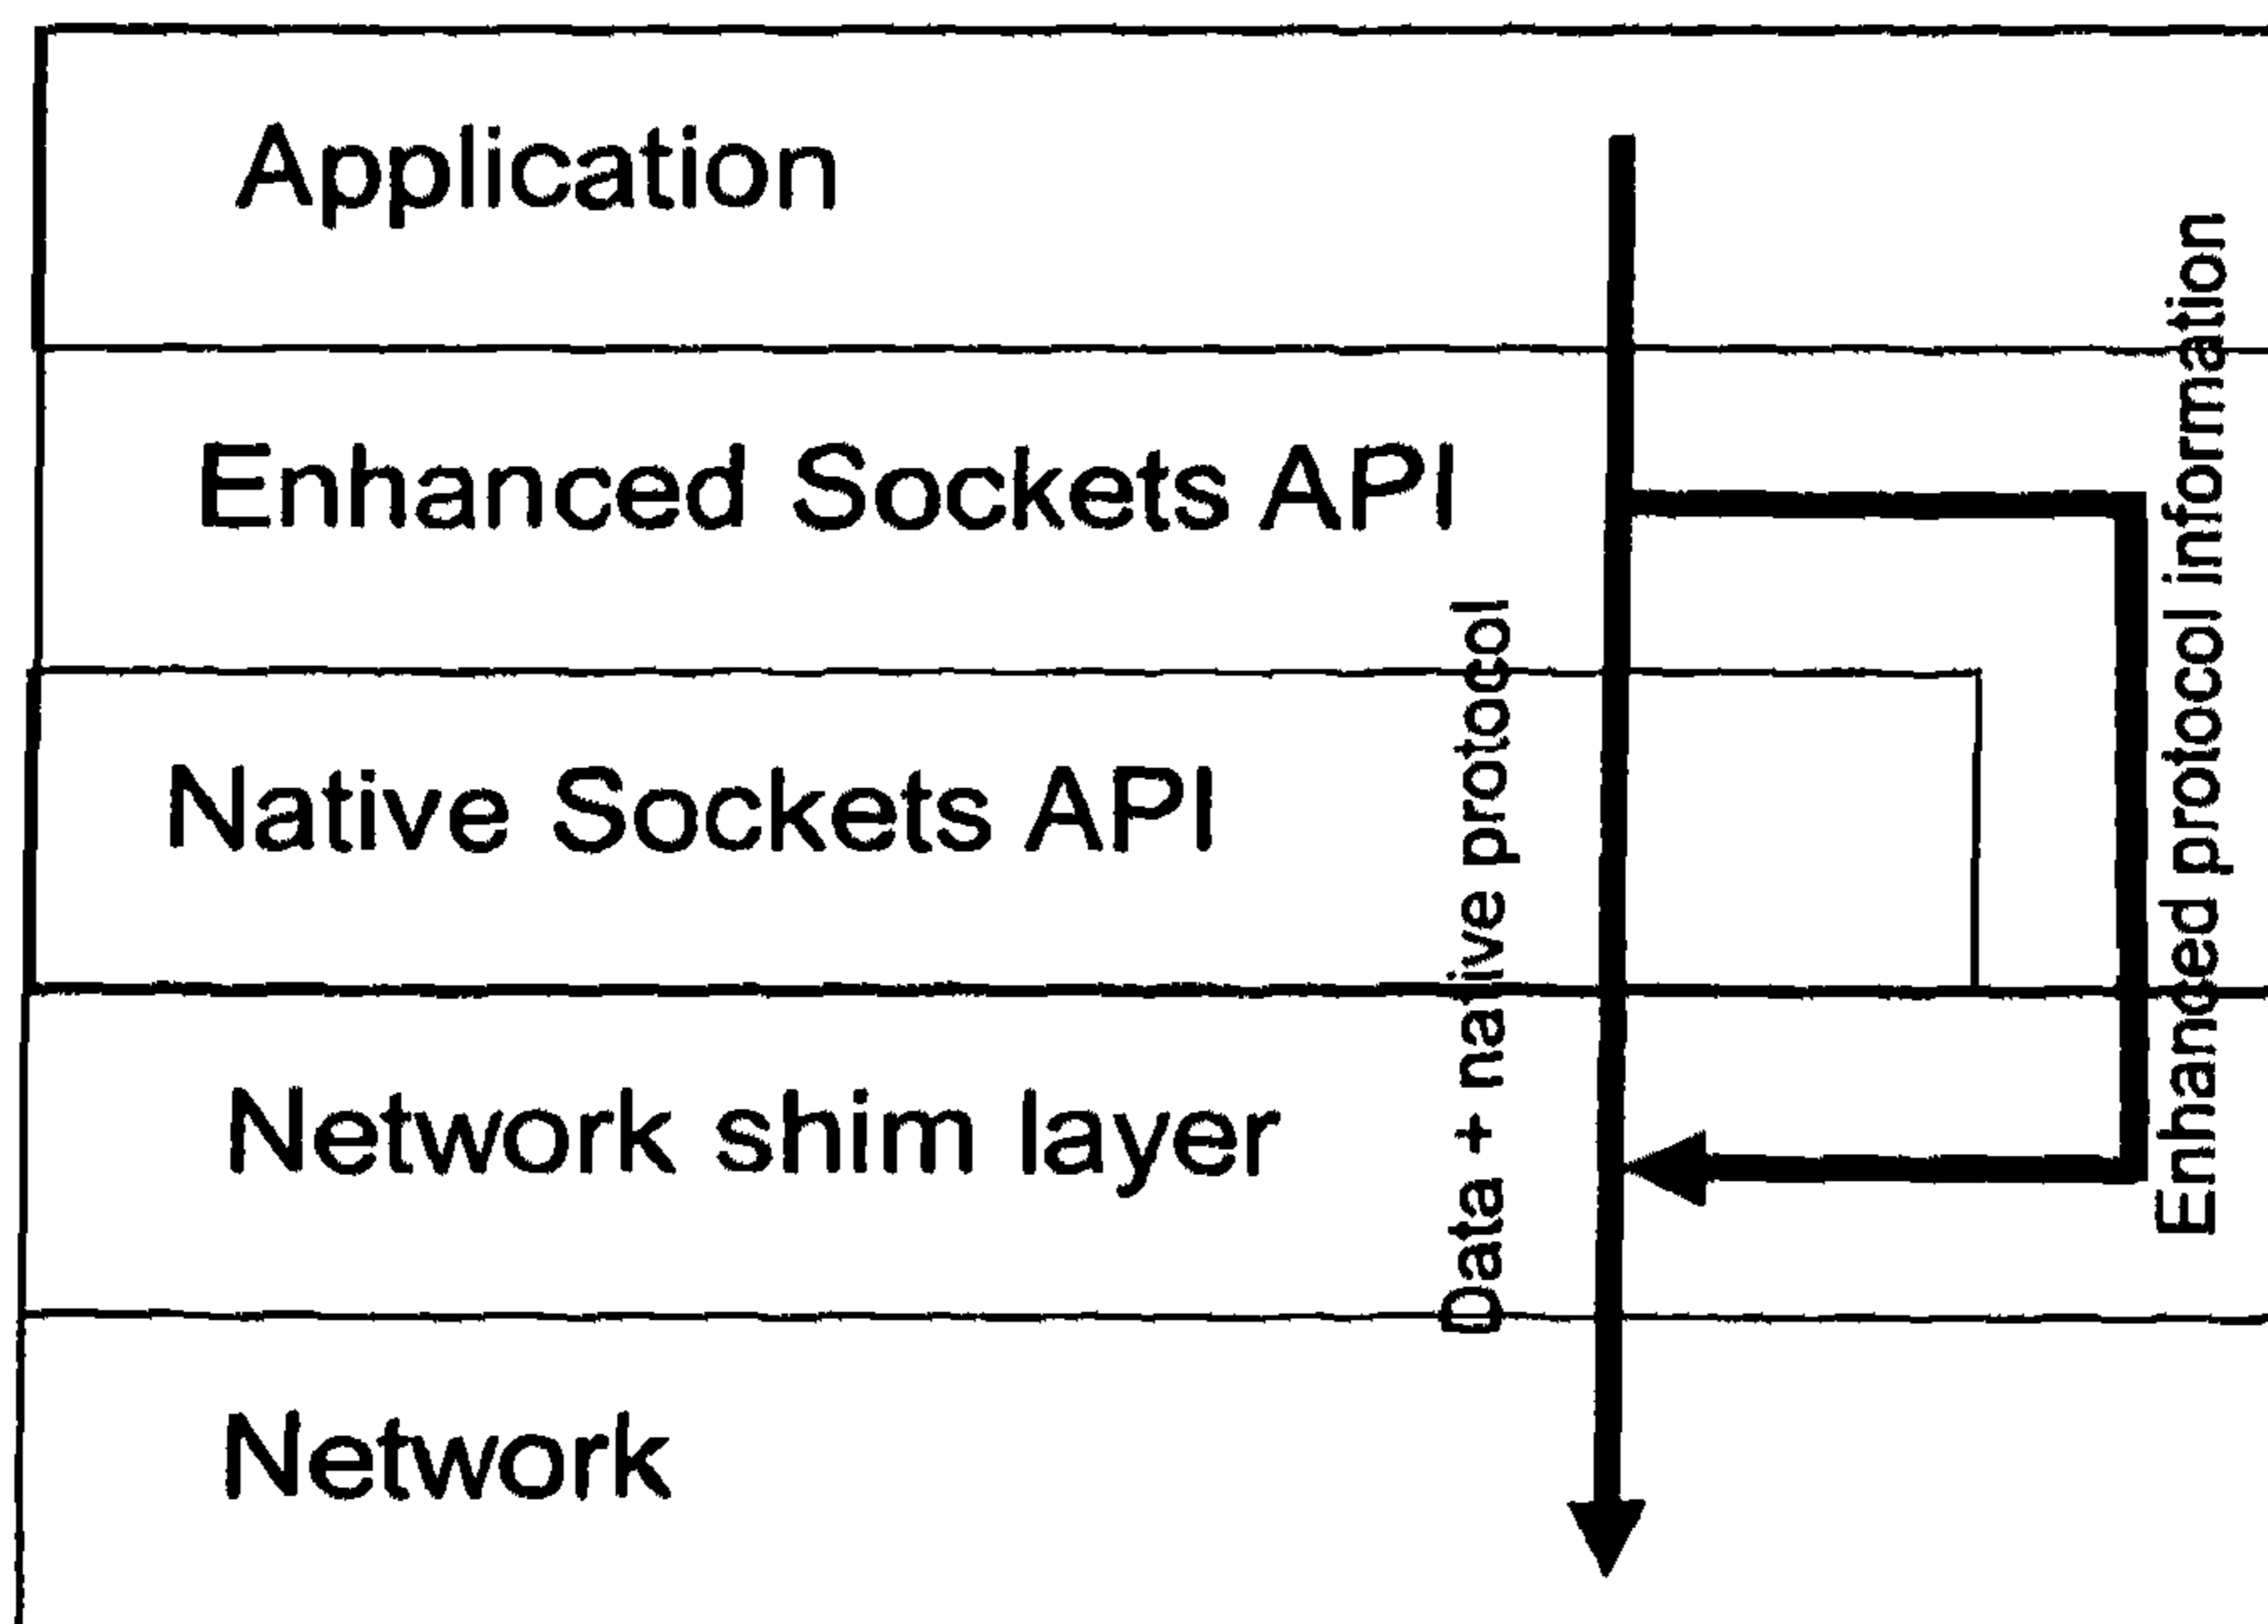 Application
Enhanced Sockets API
Native Sockets API
Network shim layer
Network
Data + native protocol
Enhanced protocol information